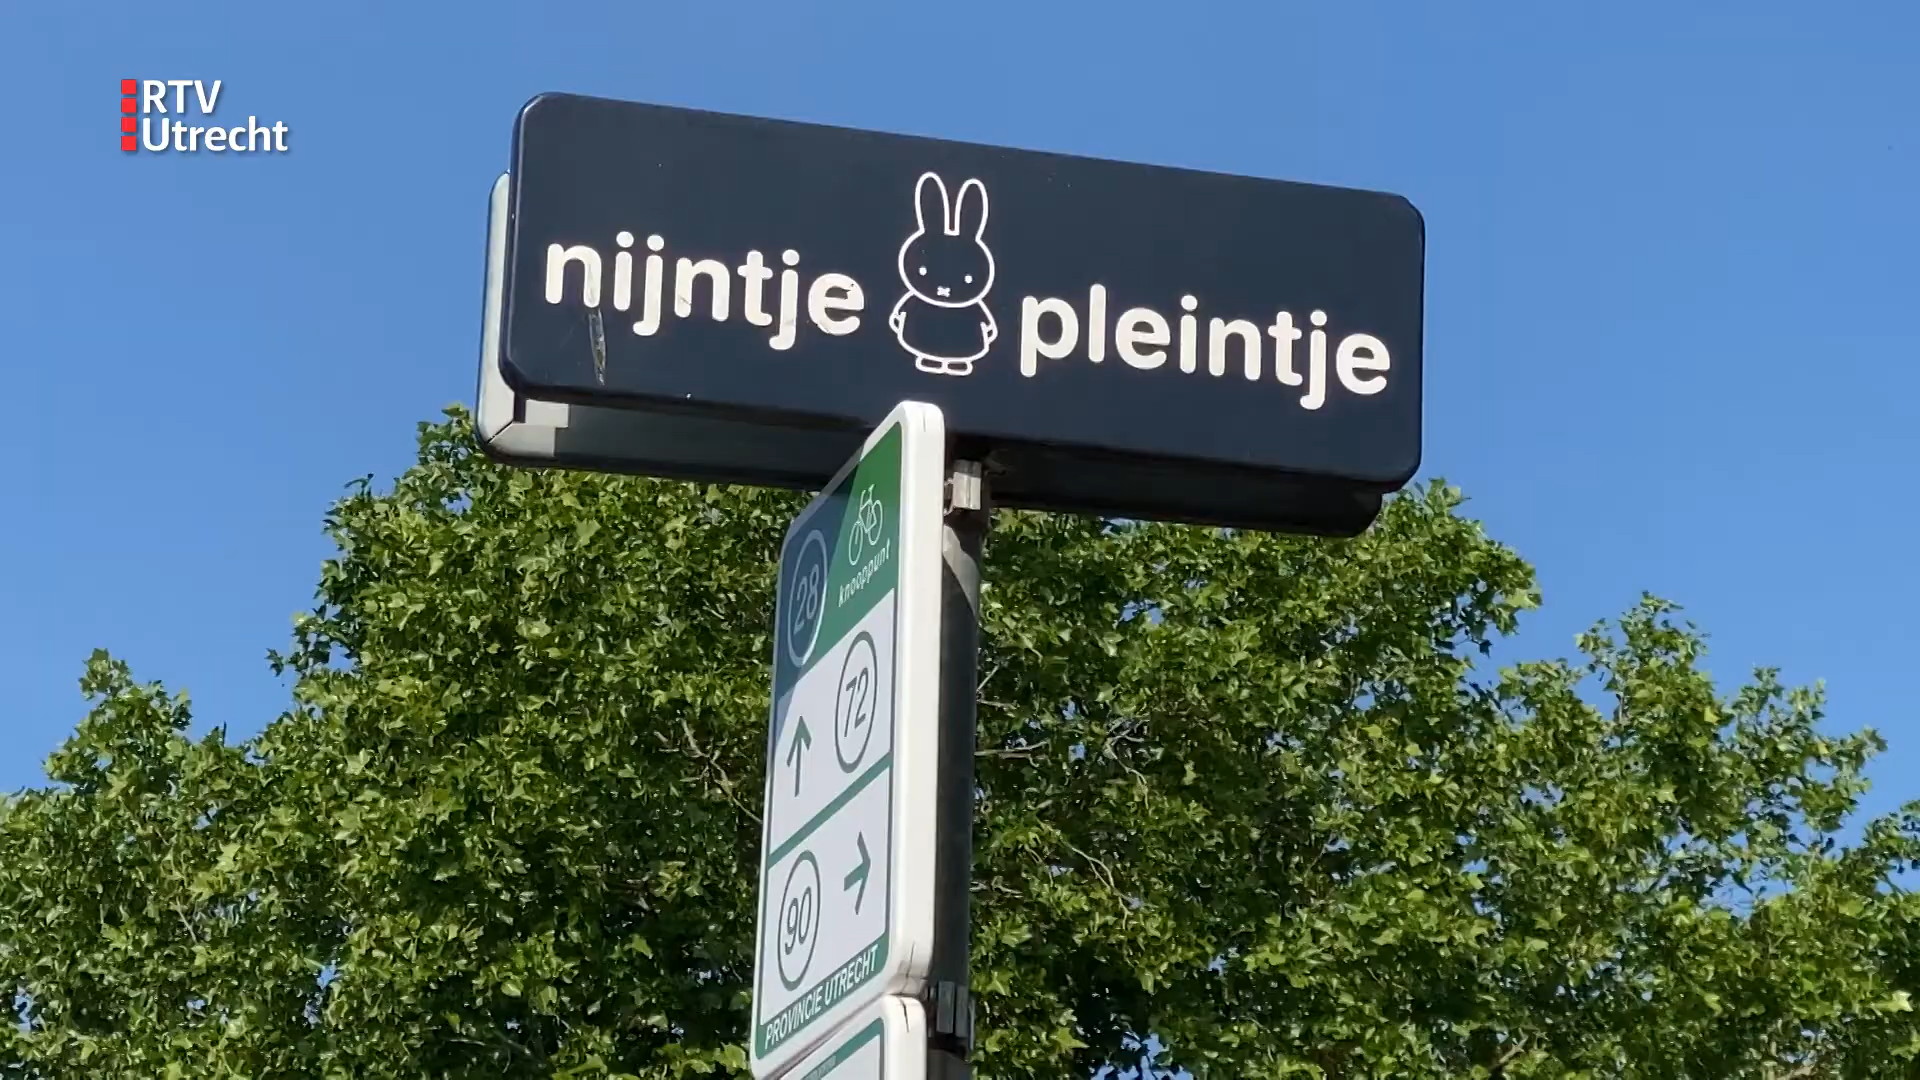 RTV
Utrecht
nijntje pleintje
28
knooppunt
72
90
PROVINCIE UTRECHT